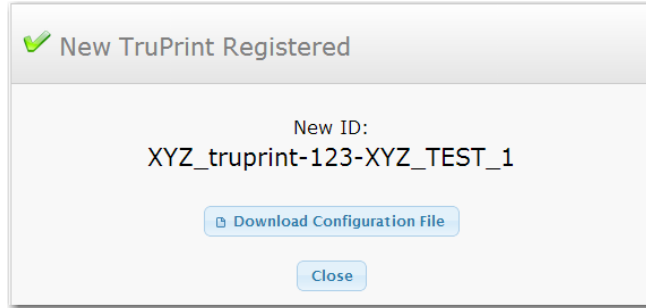 New TruPrint Registered
New ID:
XYZ_truprint-123-XYZ_TEST_1
Download Configuration File
Close